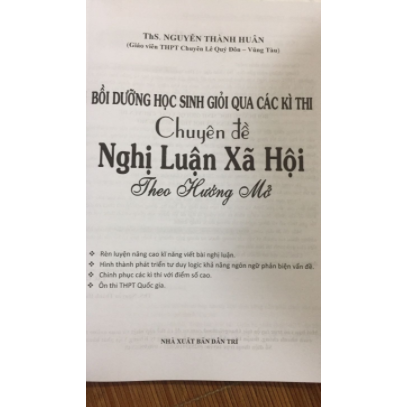 ThS. NGUYỄN THÀNH HUÂN
(Giáo viên THPT Chuyên Lê Quý Đôn – Vũng Tàu)
BỒI DƯỠNG HỌC SINH GIỎI QUA CÁC KÌ THI
Chuyên đề
Nghị Luận Xã Hội
Theo Hướng Mở
❖ Rèn luyện nâng cao kĩ năng viết bài nghị luận.
❖ Hình thành phát triển tư duy logic khả năng ngôn ngữ phản biện vấn đề.
❖ Chinh phục các kì thi với điểm số cao.
❖ Ôn thi THPT Quốc gia.
NHÀ XUẤT BẢN DÂN TRÍ